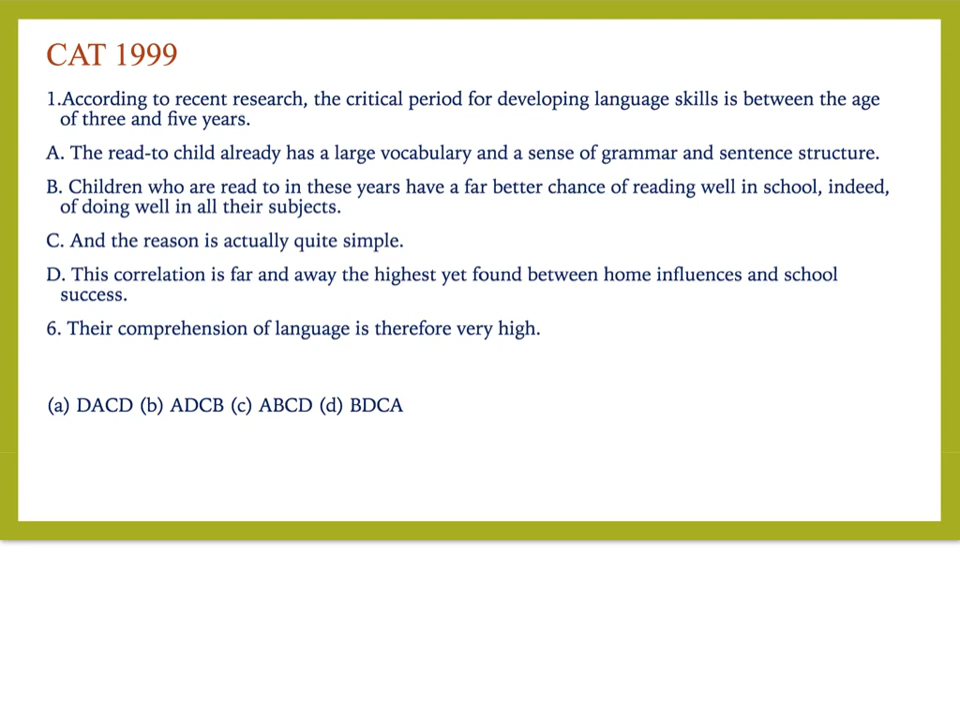 CAT 1999
1.According to recent research, the critical period for developing language skills is between the age
of three and five years.
A. The read-to child already has a large vocabulary and a sense of grammar and sentence structure.
B. Children who are read to in these years have a far better chance of reading well in school, indeed,
of doing well in all their subjects.
C. And the reason is actually quite simple.
D. This correlation is far and away the highest yet found between home influences and school
success.
6. Their comprehension of language is therefore very high.
(a) DACD (b) ADCB (c) ABCD (d) BDCA